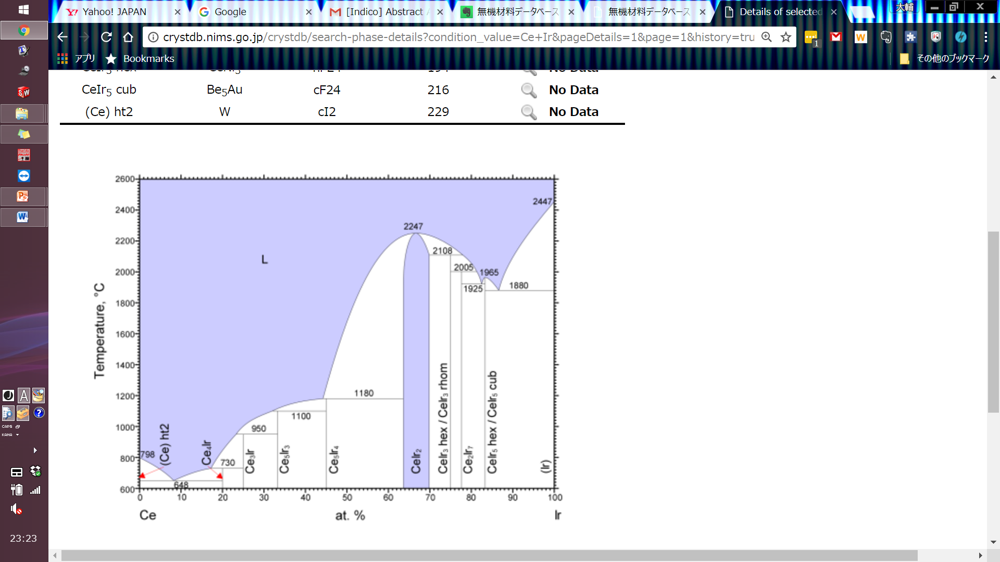 Yahoo! JAPAN
Google
[Indico] Abstract
無機材料データベース
無機材料データベース
Details of selected
大輔
crystdb.nims.go.jp/crystdb/search-phase-details?condition_value=Ce+Ir&pageDetails=1&page=1&history=tru
1
アプリ
Bookmarks
その他のブックマーク
CeIr5 cub Be5Au cF24 216 No Data
(Ce) ht2 W cI2 229 No Data
2600
2400
2200
2000
1800
1600
1400
1200
1000
800
600
Temperature, °C
L
2447
2247
2108
2005
1965
1925
1880
1180
1100
950
798
730
648
(Ce) ht2
Ce4Ir
Ce3Ir
Ce5Ir3
Ce5Ir4
CeIr2
CeIr3 hex / CeIr3 rhom
Ce2Ir7
CeIr5 hex / CeIr5 cub
(Ir)
0 10 20 30 40 50 60 70 80 90 100
Ce at. % Ir
CAPS
KANA
23:23